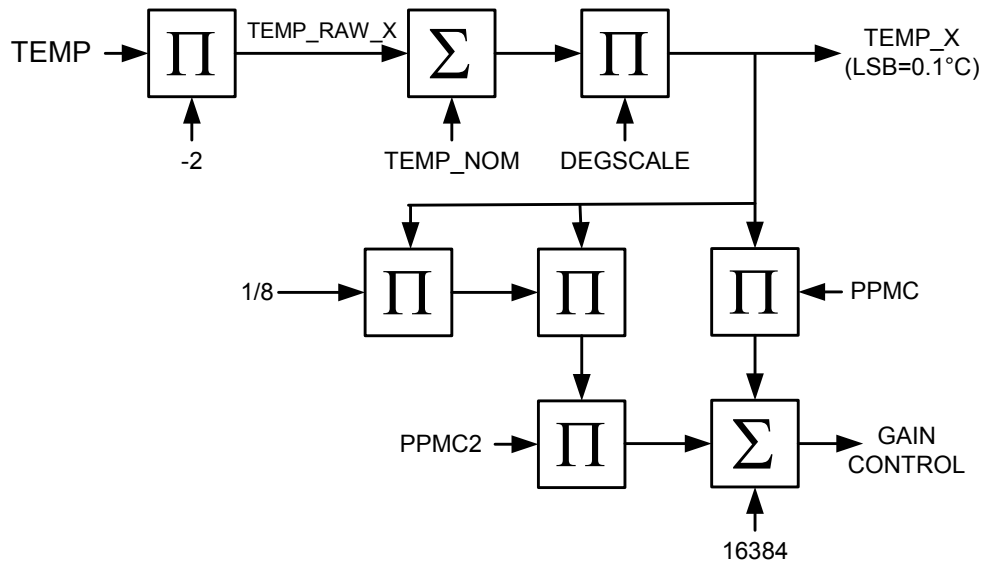 TEMP
Π
TEMP_RAW_X
Σ
Π
TEMP_X
(LSB=0.1°C)
-2
TEMP_NOM
DEGSCALE
1/8
Π
Π
Π
PPMC
PPMC2
Π
Σ
GAIN
CONTROL
16384